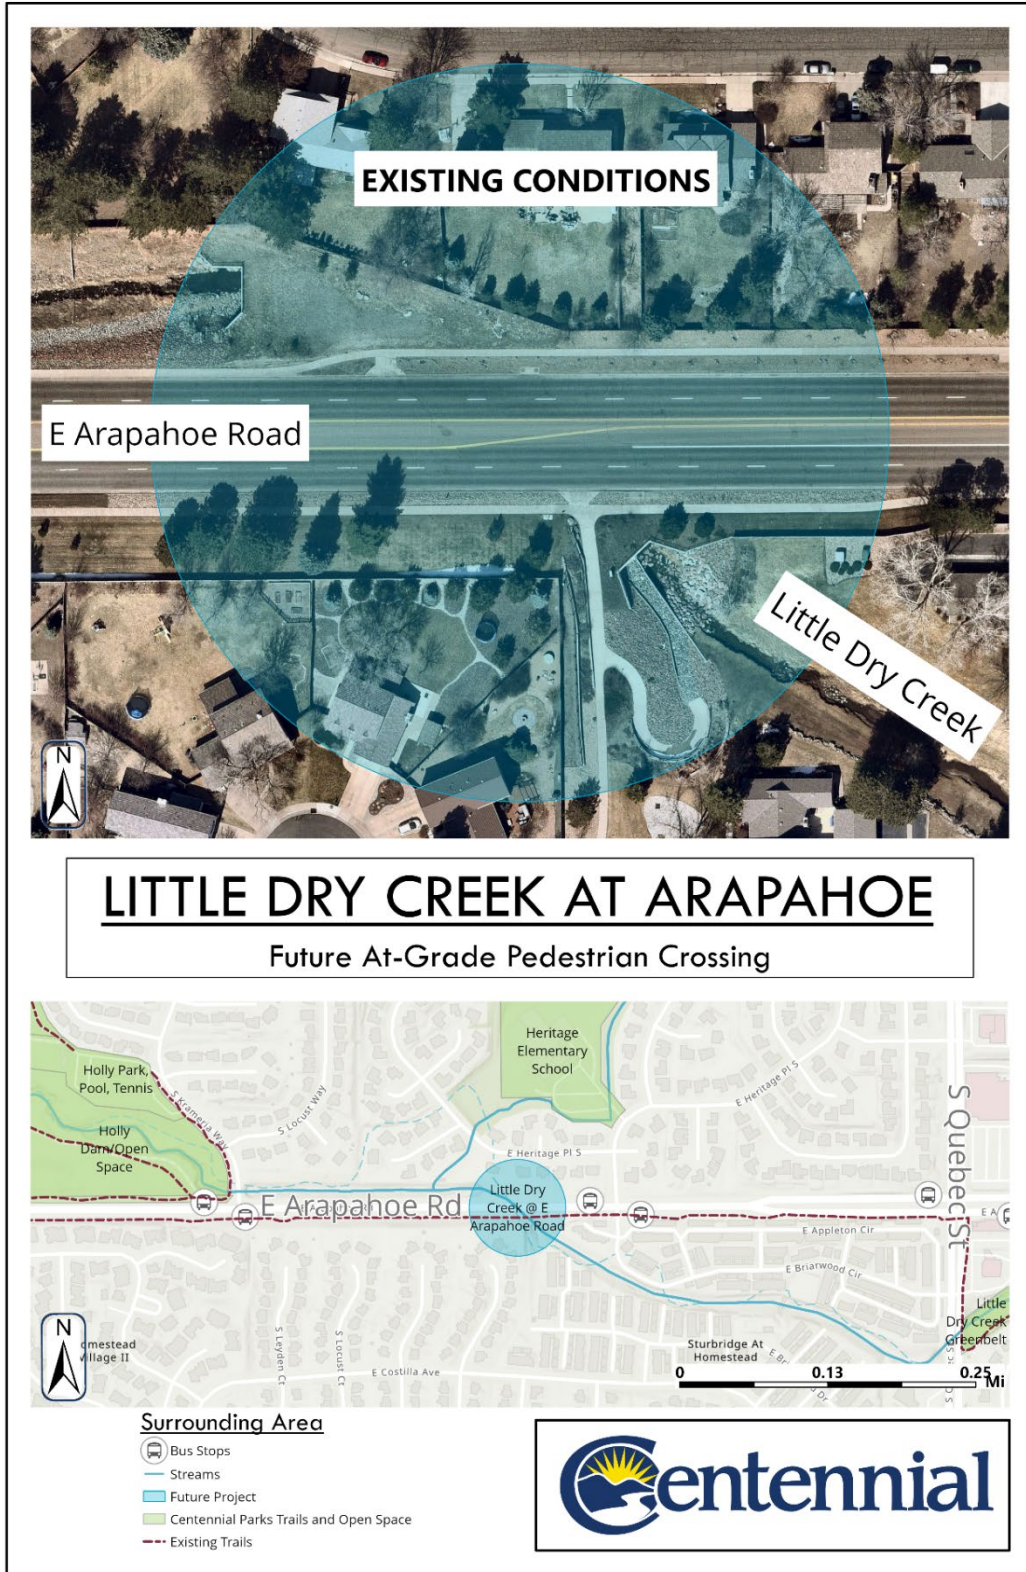 EXISTING CONDITIONS
E Arapahoe Road
Little Dry Creek
N
LITTLE DRY CREEK AT ARAPAHOE
Future At-Grade Pedestrian Crossing
Heritage
Elementary
School
Holly Park,
Pool, Tennis
S Krameria Way
S Locust Way
E Heritage Pl S
S Quebec St
Holly
Dam/Open
Space
E Heritage Pl S
E Arapahoe Rd
Little Dry
Creek @ E
Arapahoe Road
E A
E Appleton Cir
E Briarwood Cir
Little
Dry Creek
Greenbelt
N
omestead
Village II
S Leyden Ct
S Locust Ct
E Costilla Ave
Sturbridge At
Homestead
0 0.13 0.25
Mi
Surrounding Area
Bus Stops
Streams
Future Project
Centennial Parks Trails and Open Space
Existing Trails
Centennial